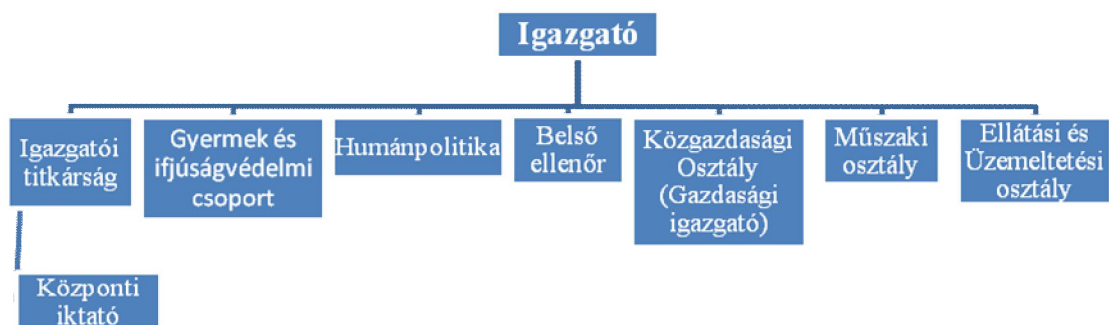 Igazgató
Igazgatói
titkárság
Gyermek és
ifjúságvédelmi
csoport
Humánpolitika
Belső
ellenőr
Közgazdasági
Osztály
(Gazdasági
igazgató)
Műszaki
osztály
Ellátási és
Üzemeltetési
osztály
Központi
iktató